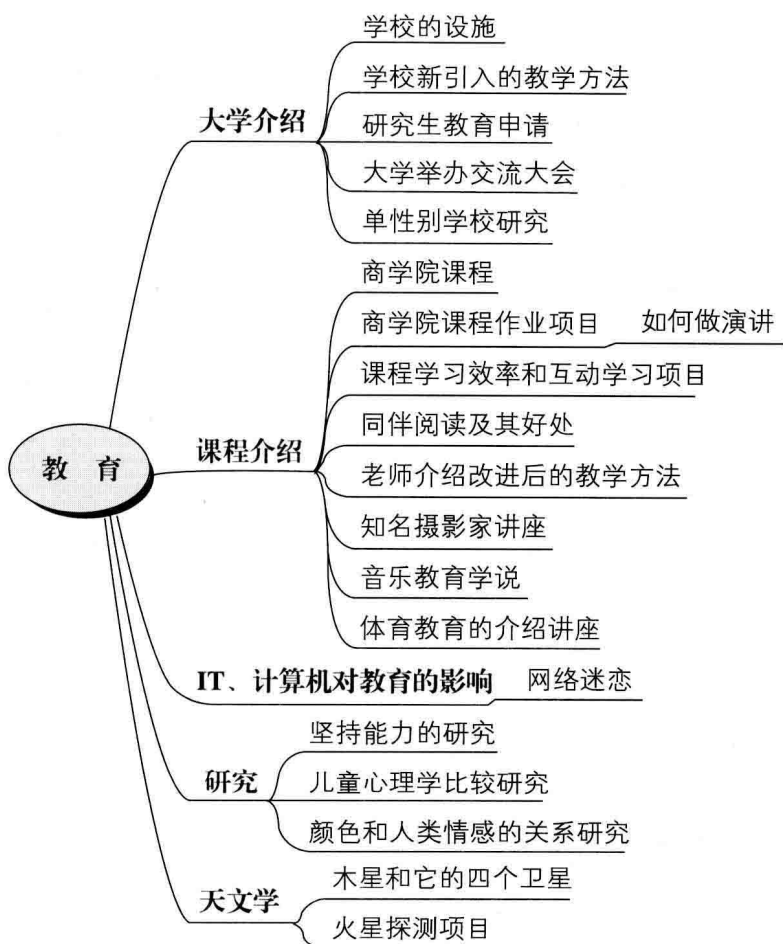 学校的设施
学校新引入的教学方法
大学介绍
研究生教育申请
大学举办交流大会
单性别学校研究
商学院课程
商学院课程作业项目 如何做演讲
课程学习效率和互动学习项目
同伴阅读及其好处
教 育
课程介绍
老师介绍改进后的教学方法
知名摄影家讲座
音乐教育学说
体育教育的介绍讲座
IT、计算机对教育的影响 网络迷恋
坚持能力的研究
研究
儿童心理学比较研究
颜色和人类情感的关系研究
木星和它的四个卫星
天文学
火星探测项目